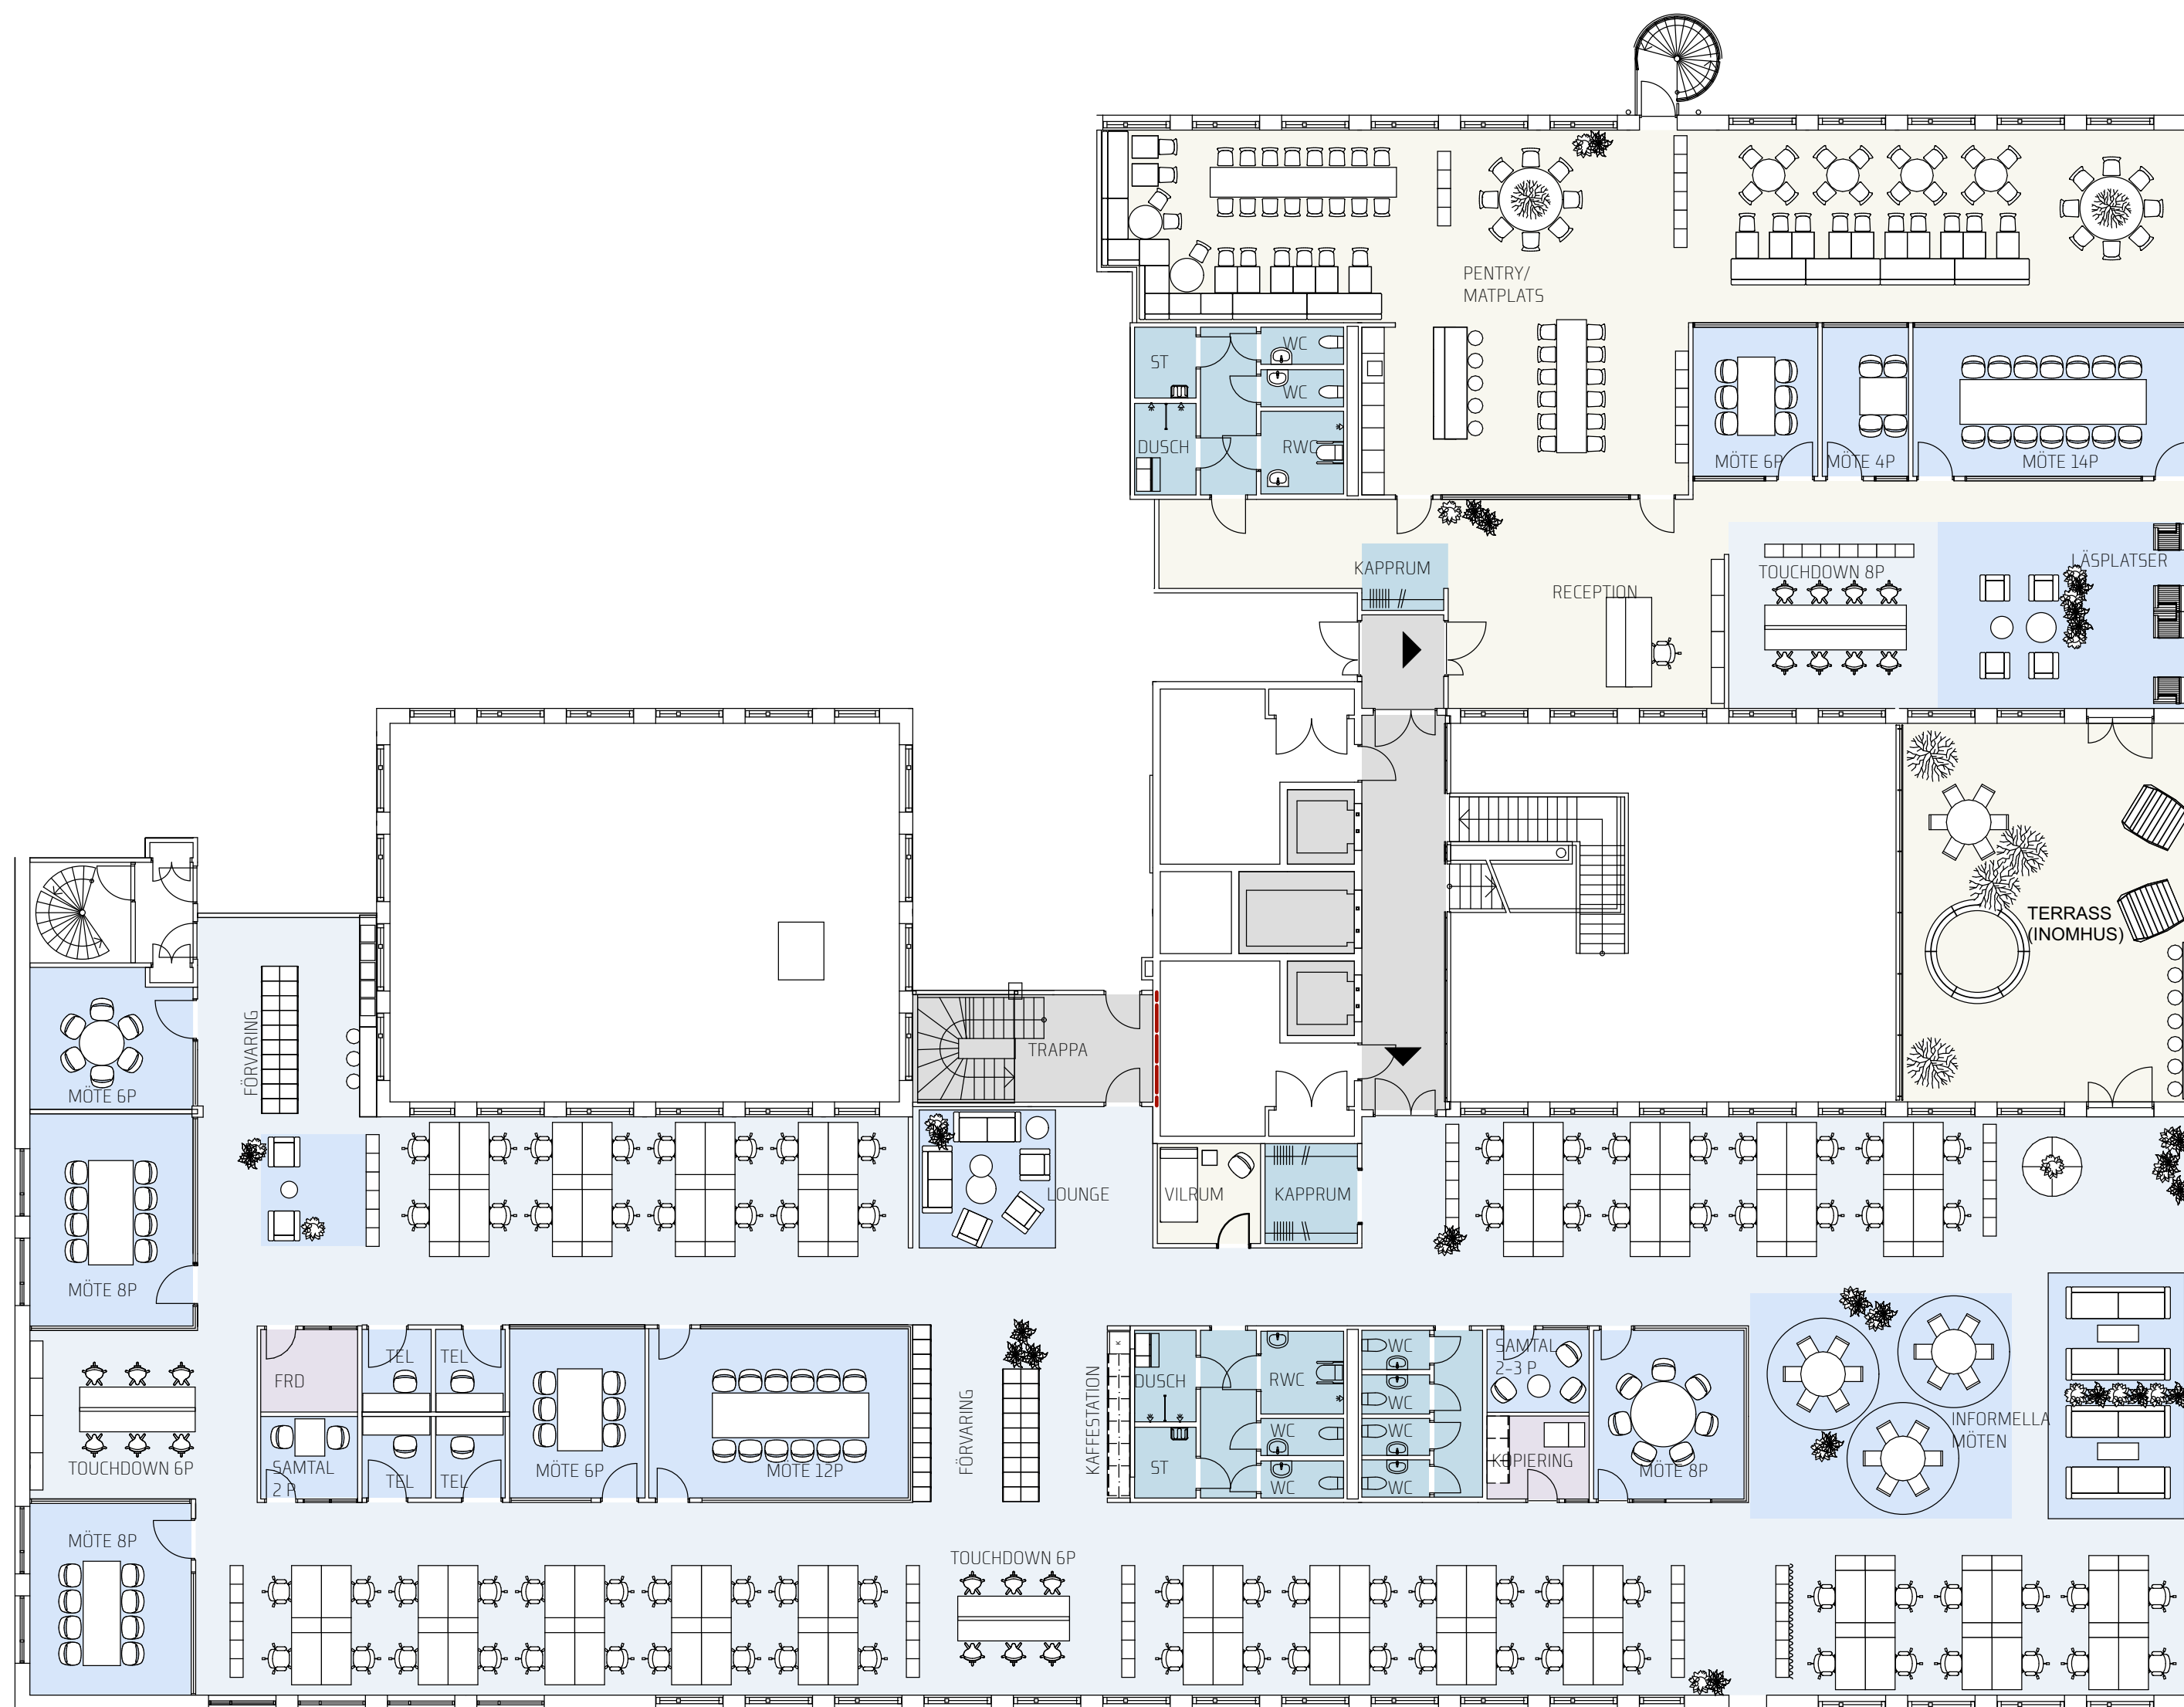 PENTRY/
MATPLATS
ST
WC
WC
DUSCH
RWC
MÖTE 6P
MÖTE 4P
MÖTE 14P
KAPPRUM
RECEPTION
TOUCHDOWN 8P
LÄSPLATSER
TERRASS
(INOMHUS)
FÖRVARING
TRAPPA
MÖTE 6P
MÖTE 8P
LOUNGE
VILRUM
KAPPRUM
FRD
TEL
TEL
SAMTAL
2 P
TEL
TEL
MÖTE 6P
MÖTE 12P
FÖRVARING
KAFFESTATION
DUSCH
RWC
WC
ST
WC
WC
WC
WC
WC
SAMTAL
2-3 P
KOPIERING
MÖTE 8P
INFORMELLA
MÖTEN
TOUCHDOWN 6P
MÖTE 8P
TOUCHDOWN 6P